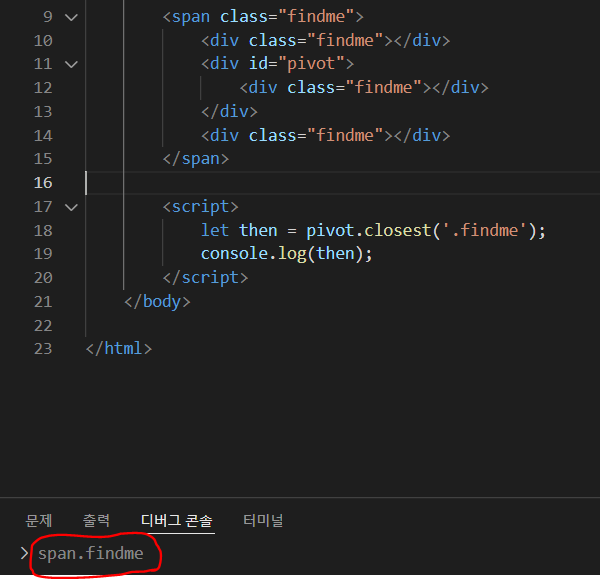 9 <span class="findme">
10 <div class="findme"></div>
11 <div id="pivot">
12 <div class="findme"></div>
13 </div>
14 <div class="findme"></div>
15 </span>
16
17 <script>
18 let then = pivot.closest('.findme');
19 console.log(then);
20 </script>
21 </body>
22
23 </html>
문제 출력 디버그 콘솔 터미널
> span.findme